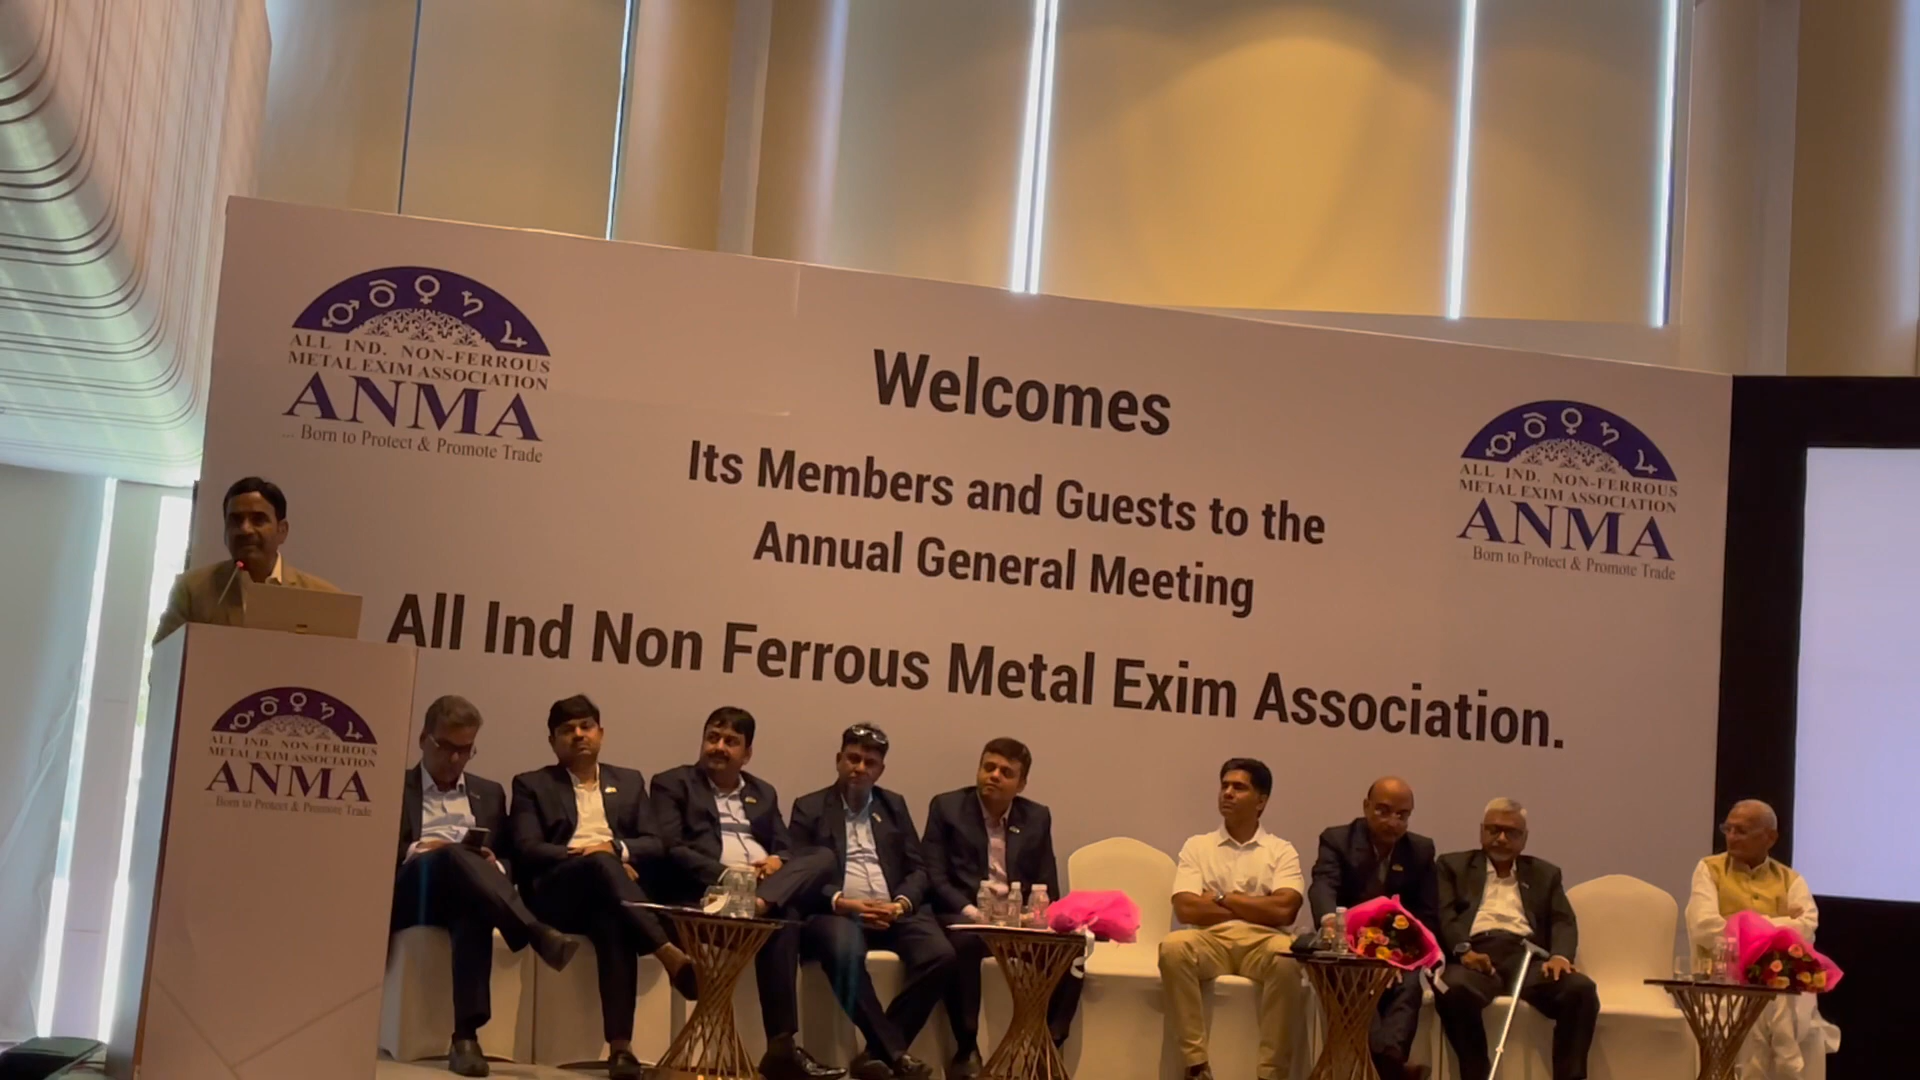 ALL IND. NON-FERROUS
METAL EXIM ASSOCIATION
ANMA
... Born to Protect & Promote Trade
Welcomes
Its Members and Guests to the
Annual General Meeting
All Ind Non Ferrous Metal Exim Association.
ALL IND. NON-FERROUS
METAL EXIM ASSOCIATION
ANMA
Born to Protect & Promote Trade
ALL IND. NON-FERROUS
METAL EXIM ASSOCIATION
ANMA
Born to Protect & Promote Trade